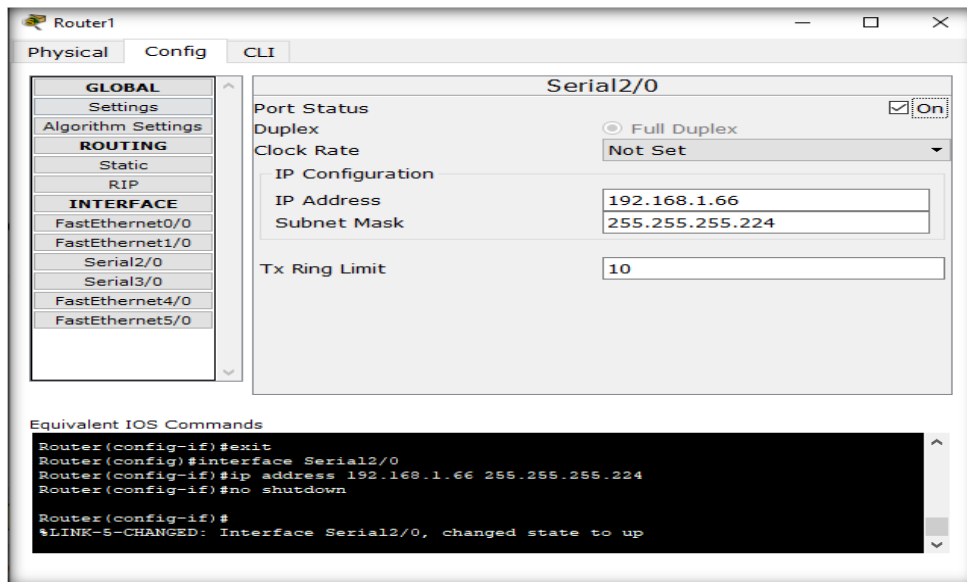 Router1
Physical Config CLI
GLOBAL
Settings
Algorithm Settings
ROUTING
Static
RIP
INTERFACE
FastEthernet0/0
FastEthernet1/0
Serial2/0
Serial3/0
FastEthernet4/0
FastEthernet5/0
Serial2/0
Port Status On
Duplex Full Duplex
Clock Rate Not Set
IP Configuration
IP Address 192.168.1.66
Subnet Mask 255.255.255.224
Tx Ring Limit 10
Equivalent IOS Commands
Router(config-if)#exit
Router(config)#interface Serial2/0
Router(config-if)#ip address 192.168.1.66 255.255.255.224
Router(config-if)#no shutdown
Router(config-if)#
%LINK-5-CHANGED: Interface Serial2/0, changed state to up